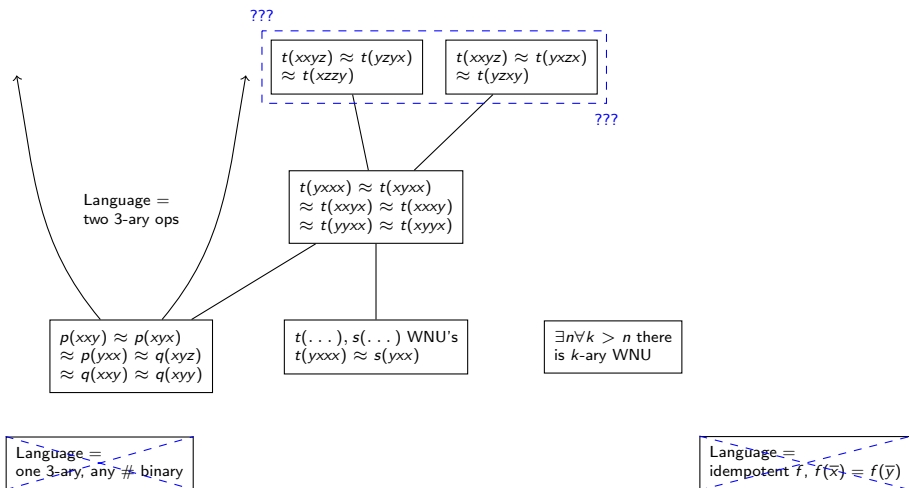 ???
t(xxyz) ≈ t(yzyx)
≈ t(xzzy)
t(xxyz) ≈ t(yxzx)
≈ t(yzxy)
???
t(yxxx) ≈ t(xyxx)
≈ t(xxyx) ≈ t(xxxy)
≈ t(yyxx) ≈ t(xyyx)
Language =
two 3-ary ops
p(xxy) ≈ p(xyx)
≈ p(yxx) ≈ q(xyz)
≈ q(xxy) ≈ q(xyy)
t(...), s(...) WNU's
t(yxxx) ≈ s(yxx)
∃n∀k > n there
is k-ary WNU
Language =
one 3-ary, any # binary
Language =
idempotent f, f(x̅) = f(y̅)